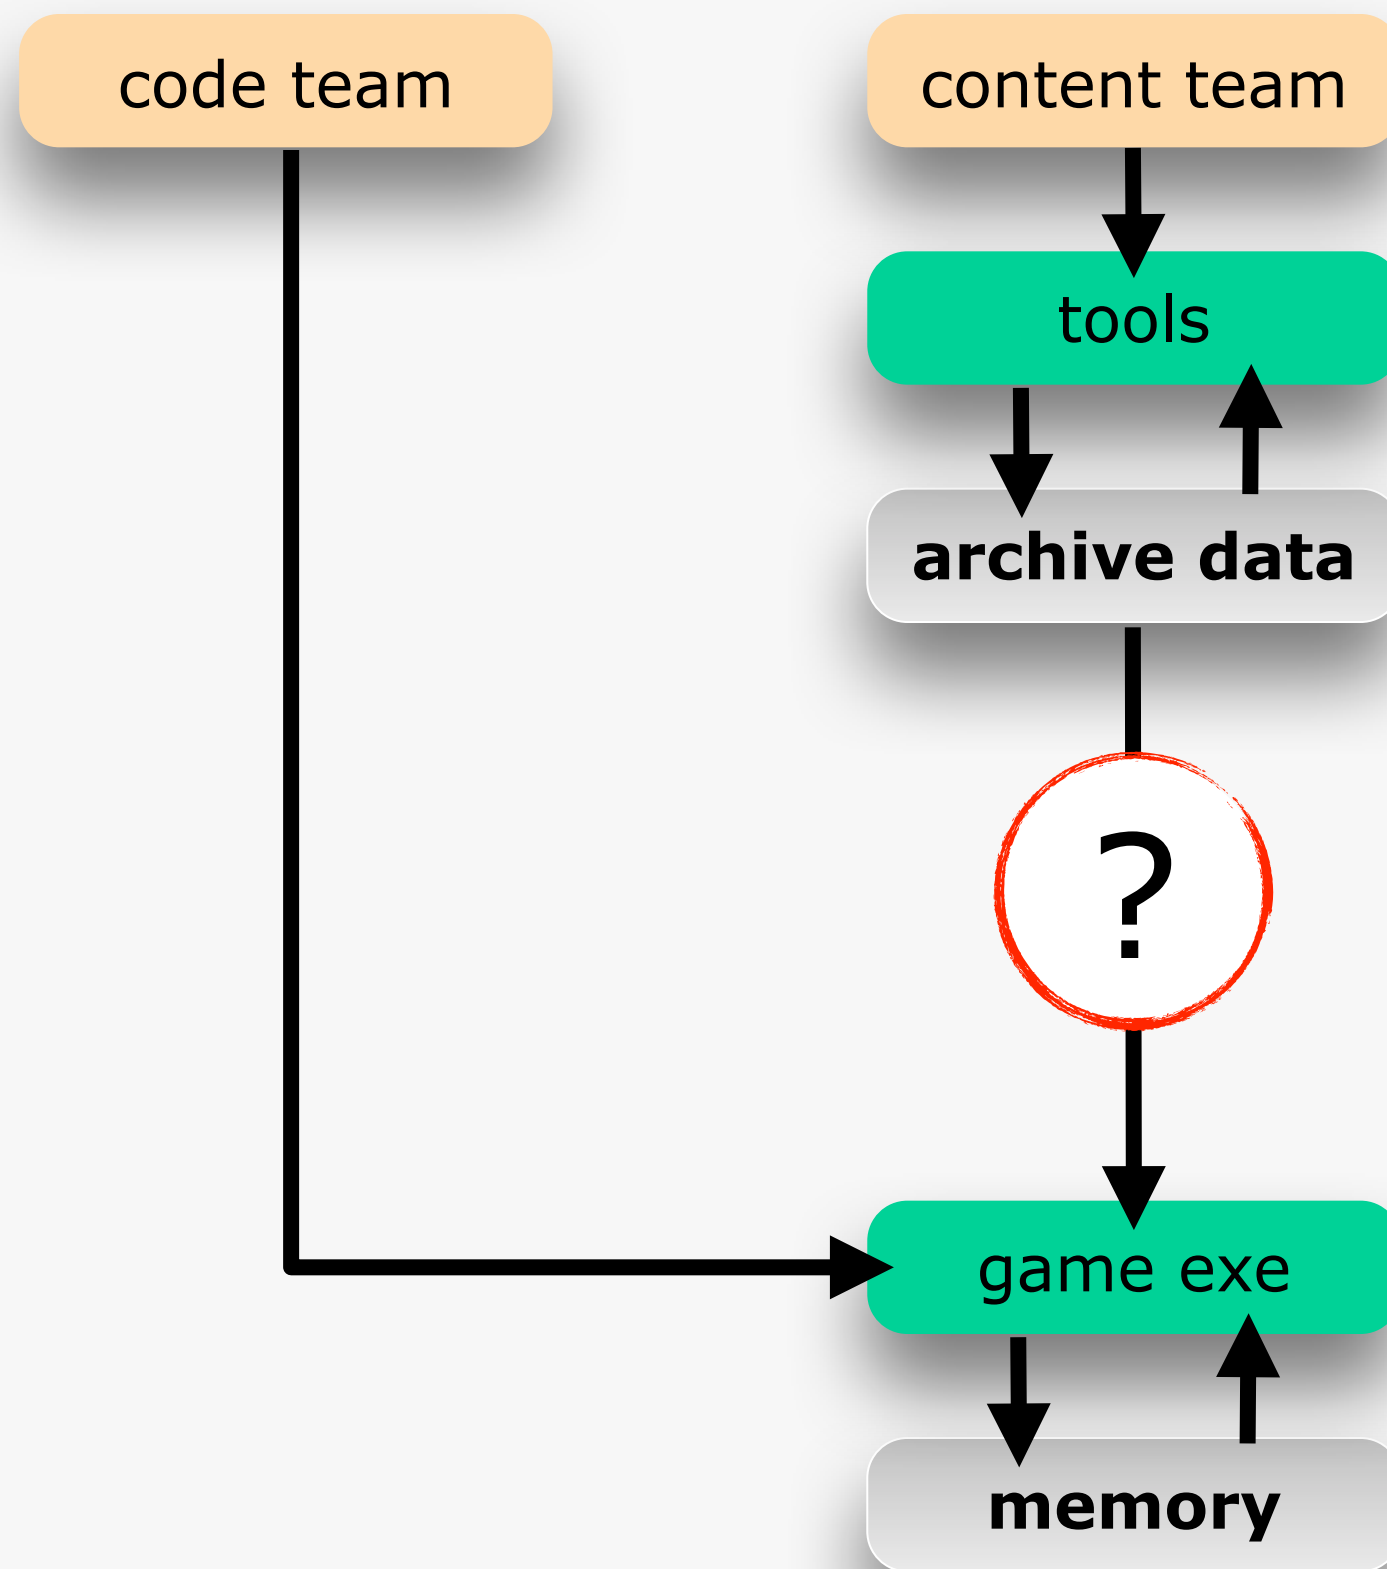 code team
content team
tools
archive data
?
game exe
memory